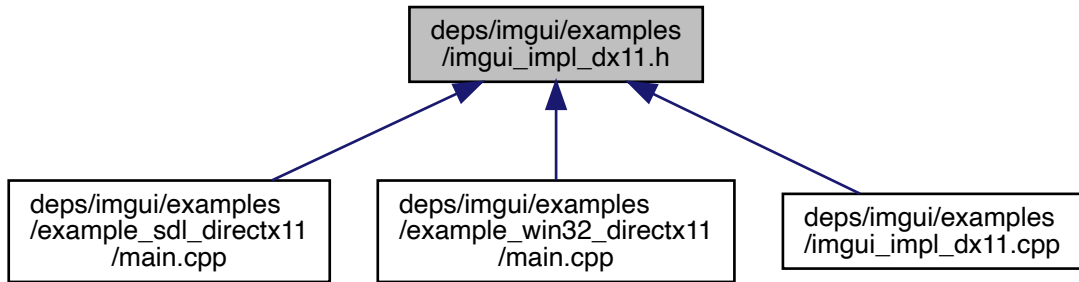 deps/imgui/examples
/imgui_impl_dx11.h
deps/imgui/examples
/example_sdl_directx11
/main.cpp
deps/imgui/examples
/example_win32_directx11
/main.cpp
deps/imgui/examples
/imgui_impl_dx11.cpp